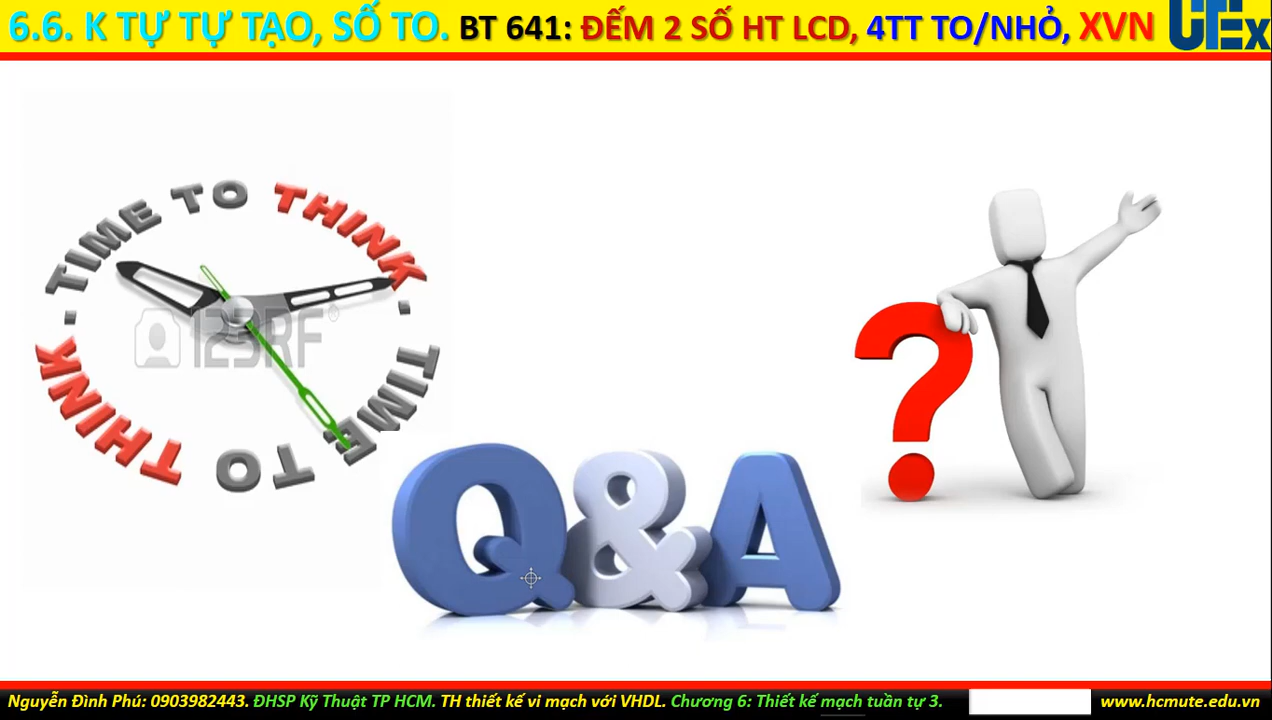 6.6. K TỰ TỰ TẠO, SỐ TO. BT 641: ĐẾM 2 SỐ HT LCD, 4TT TO/NHỎ, XVN UTEx
TIME TO THINK · TIME TO THINK ·
123RF
?
Q&A
Nguyễn Đình Phú: 0903982443. ĐHSP Kỹ Thuật TP HCM. TH thiết kế vi mạch với VHDL. Chương 6: Thiết kế mạch tuần tự 3. www.hcmute.edu.vn